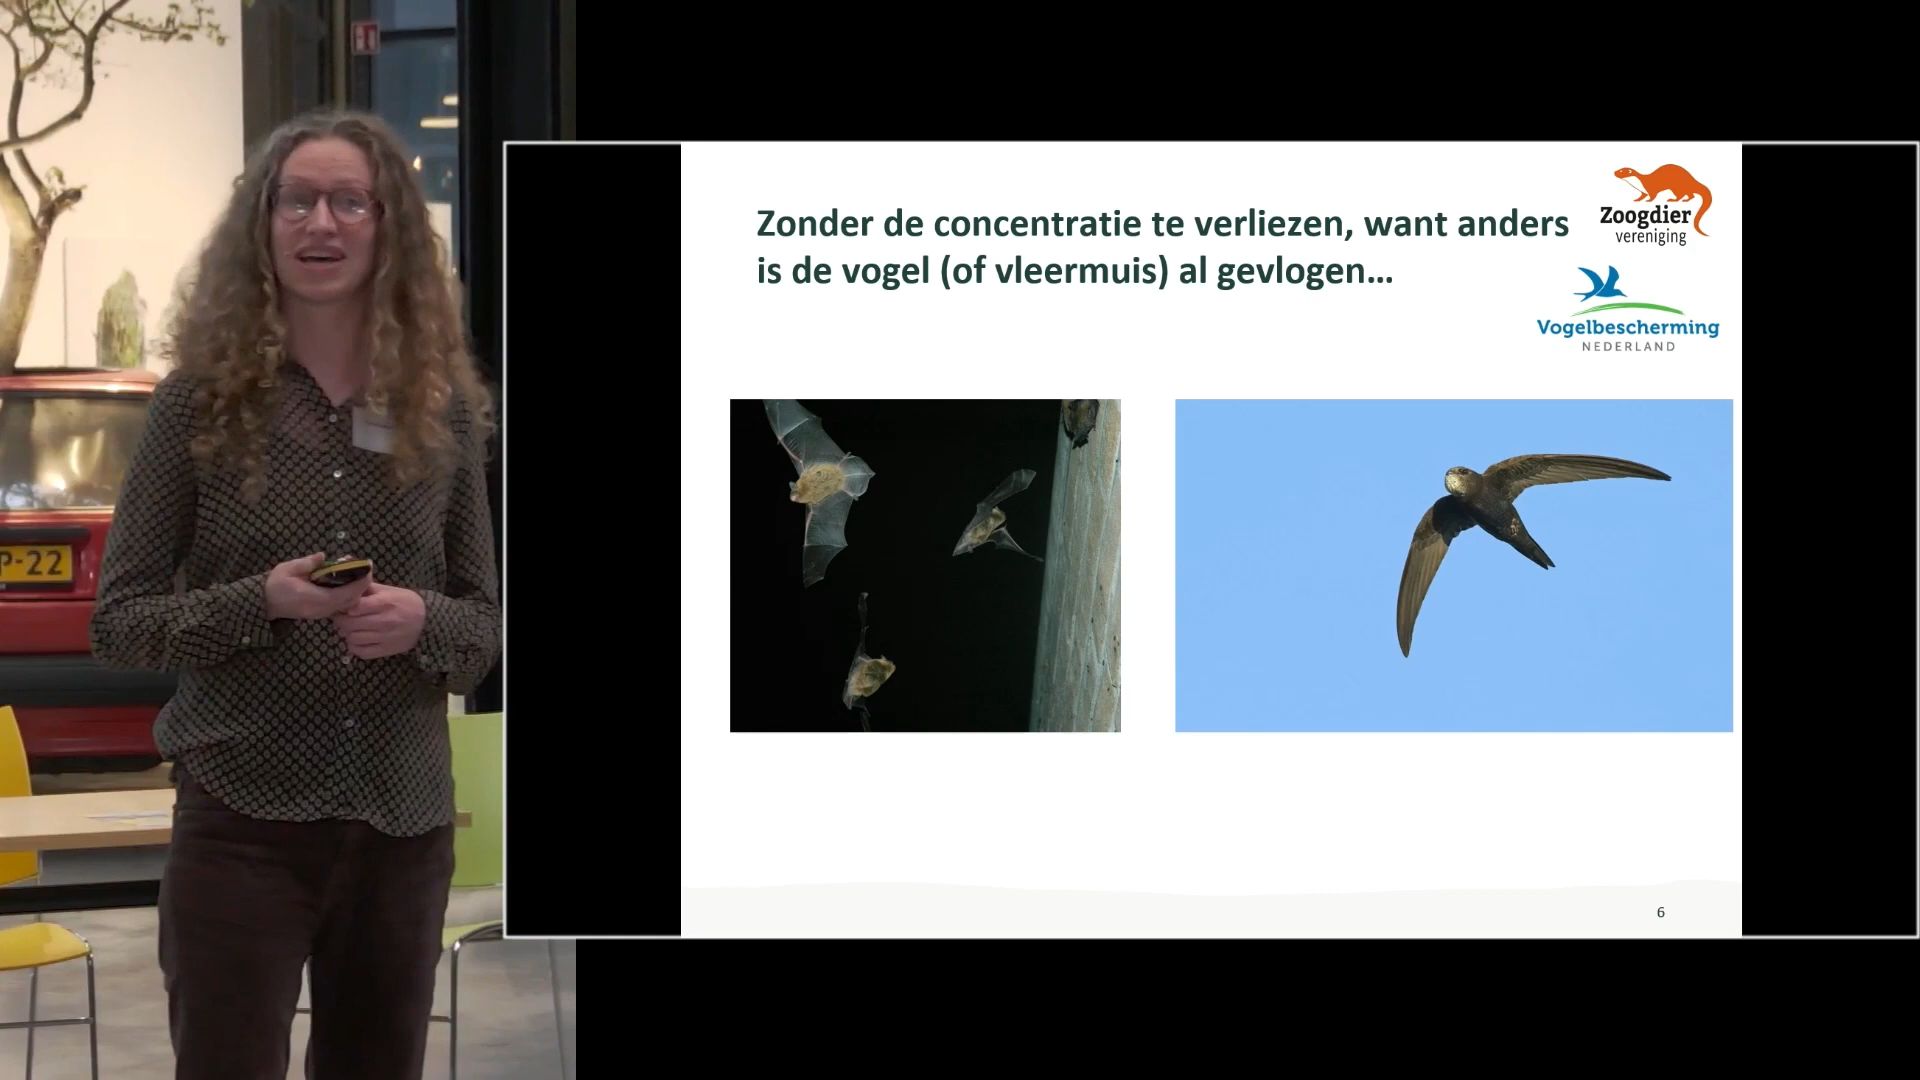 Zonder de concentratie te verliezen, want anders
is de vogel (of vleermuis) al gevlogen...
Zoogdier
vereniging
Vogelbescherming
NEDERLAND
P-22
6